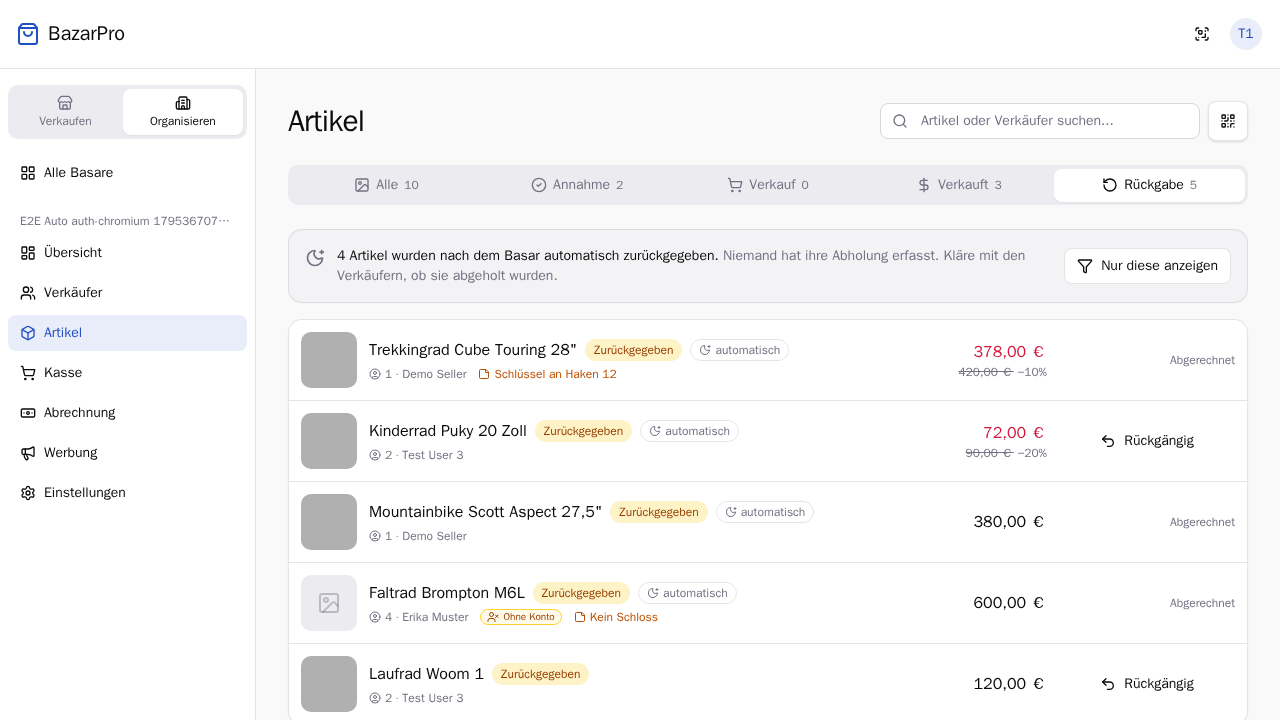 BazarPro
T1
Verkaufen
Organisieren
Alle Basare
E2E Auto auth-chromium 179536707···
Übersicht
Verkäufer
Artikel
Kasse
Abrechnung
Werbung
Einstellungen
Artikel
Artikel oder Verkäufer suchen...
Alle 10
Annahme 2
Verkauf 0
Verkauft 3
Rückgabe 5
4 Artikel wurden nach dem Basar automatisch zurückgegeben. Niemand hat ihre Abholung erfasst. Kläre mit den
Verkäufern, ob sie abgeholt wurden.
Nur diese anzeigen
Trekkingrad Cube Touring 28" Zurückgegeben automatisch
1 · Demo Seller Schlüssel an Haken 12
378,00 €
420,00 € −10%
Abgerechnet
Kinderrad Puky 20 Zoll Zurückgegeben automatisch
2 · Test User 3
72,00 €
90,00 € −20%
Rückgängig
Mountainbike Scott Aspect 27,5" Zurückgegeben automatisch
1 · Demo Seller
380,00 €
Abgerechnet
Faltrad Brompton M6L Zurückgegeben automatisch
4 · Erika Muster Ohne Konto Kein Schloss
600,00 €
Abgerechnet
Laufrad Woom 1 Zurückgegeben
2 · Test User 3
120,00 €
Rückgängig